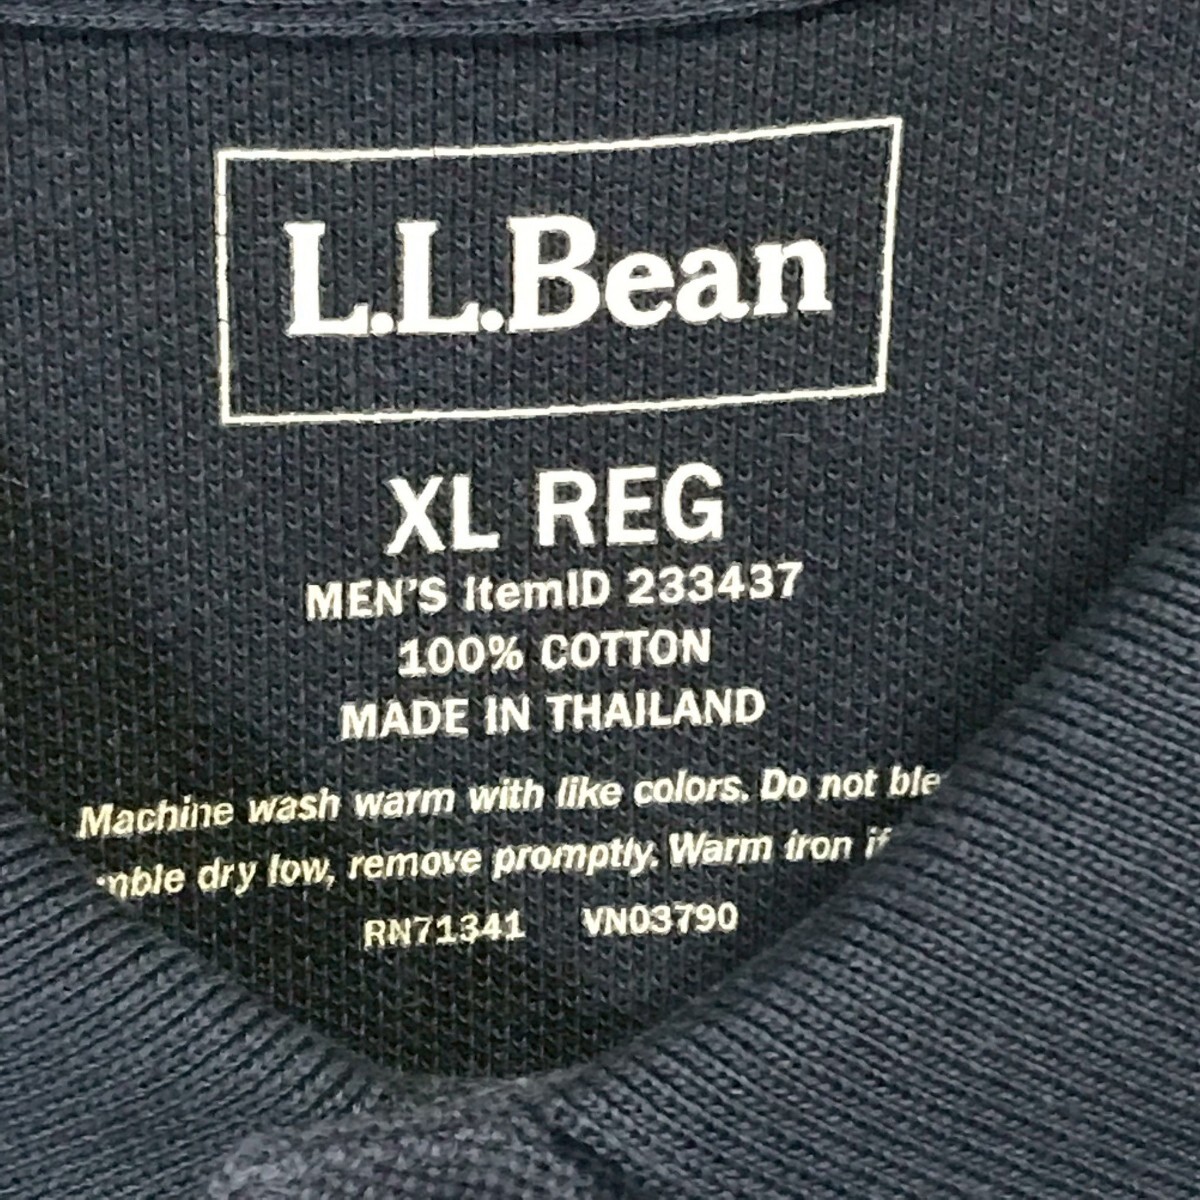 L.L.Bean
XL REG
MEN'S ItemID 233437
100% COTTON
MADE IN THAILAND
Machine wash warm with like colors. Do not
dry low, remove promptly. Warm iron if
RN71341 VN03790